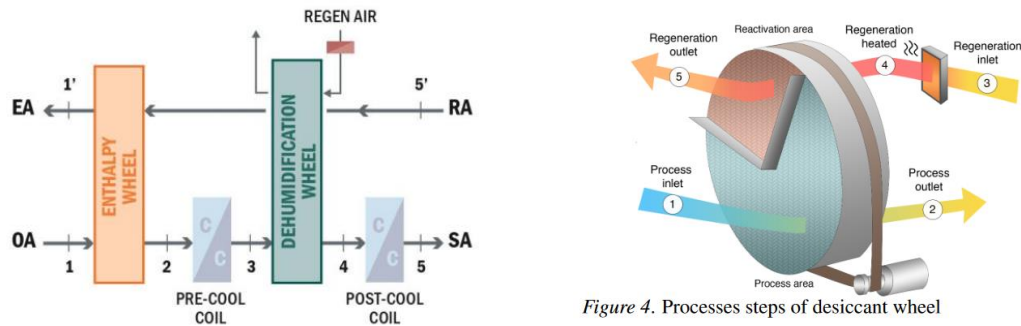 REGEN AIR
1'
5'
EA
RA
ENTHALPY
WHEEL
DEHUMIDIFICATION
WHEEL
C
C
C
C
OA
SA
1
2
3
4
5
PRE-COOL
COIL
POST-COOL
COIL
Regeneration
outlet
Reactivation area
Regeneration
heated
Regeneration
inlet
5
4
3
Process
inlet
1
Process
outlet
2
Process area
Figure 4. Processes steps of desiccant wheel